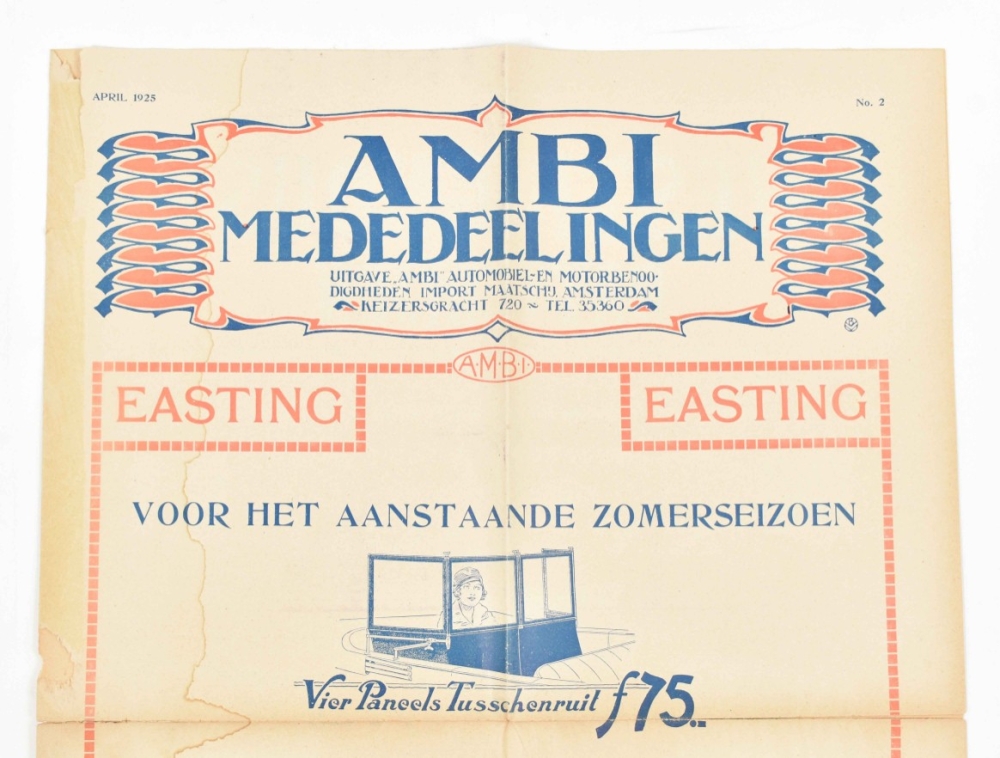 APRIL 1925
No. 2
AMBI
MEDEDEELINGEN
UITGAVE „AMBI" AUTOMOBIEL- EN MOTORBENOO-
DIGDHEDEN IMPORT MAATSCHIJ. AMSTERDAM
KEIZERSGRACHT 720 ~ TEL. 35360
A·M·B·I·
EASTING
EASTING
VOOR HET AANSTAANDE ZOMERSEIZOEN
Vier Paneels Tusschenruit f75.-